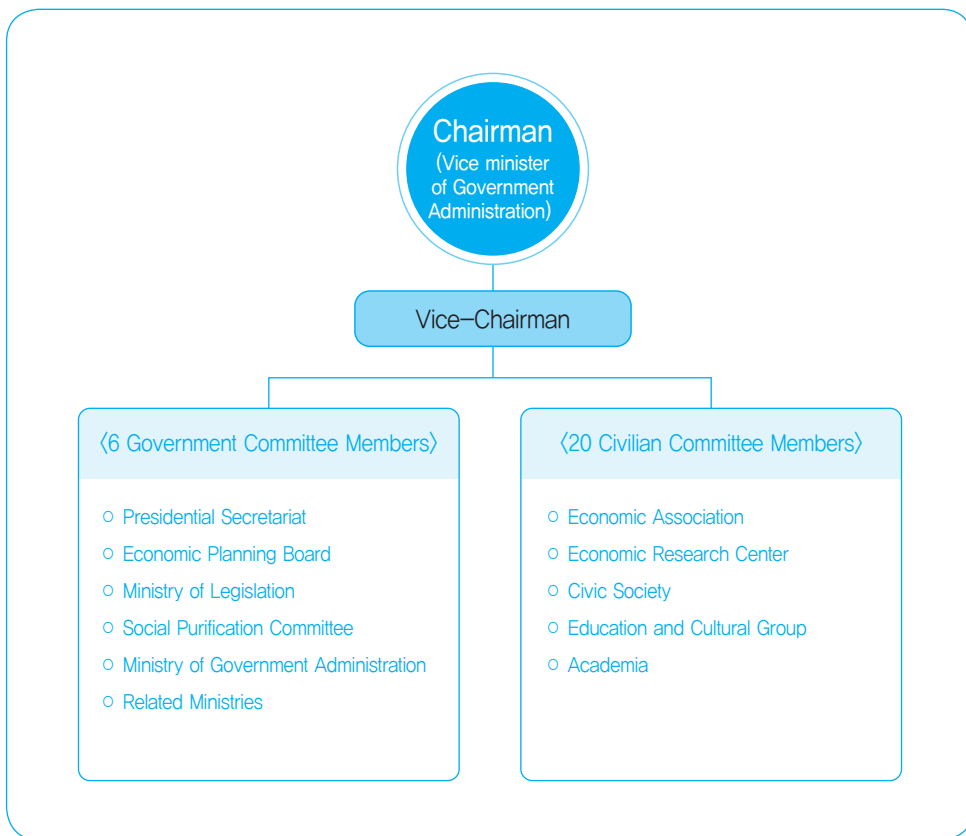 Chairman
(Vice minister
of Government
Administration)
Vice-Chairman
〈6 Government Committee Members〉
○ Presidential Secretariat
○ Economic Planning Board
○ Ministry of Legislation
○ Social Purification Committee
○ Ministry of Government Administration
○ Related Ministries
〈20 Civilian Committee Members〉
○ Economic Association
○ Economic Research Center
○ Civic Society
○ Education and Cultural Group
○ Academia